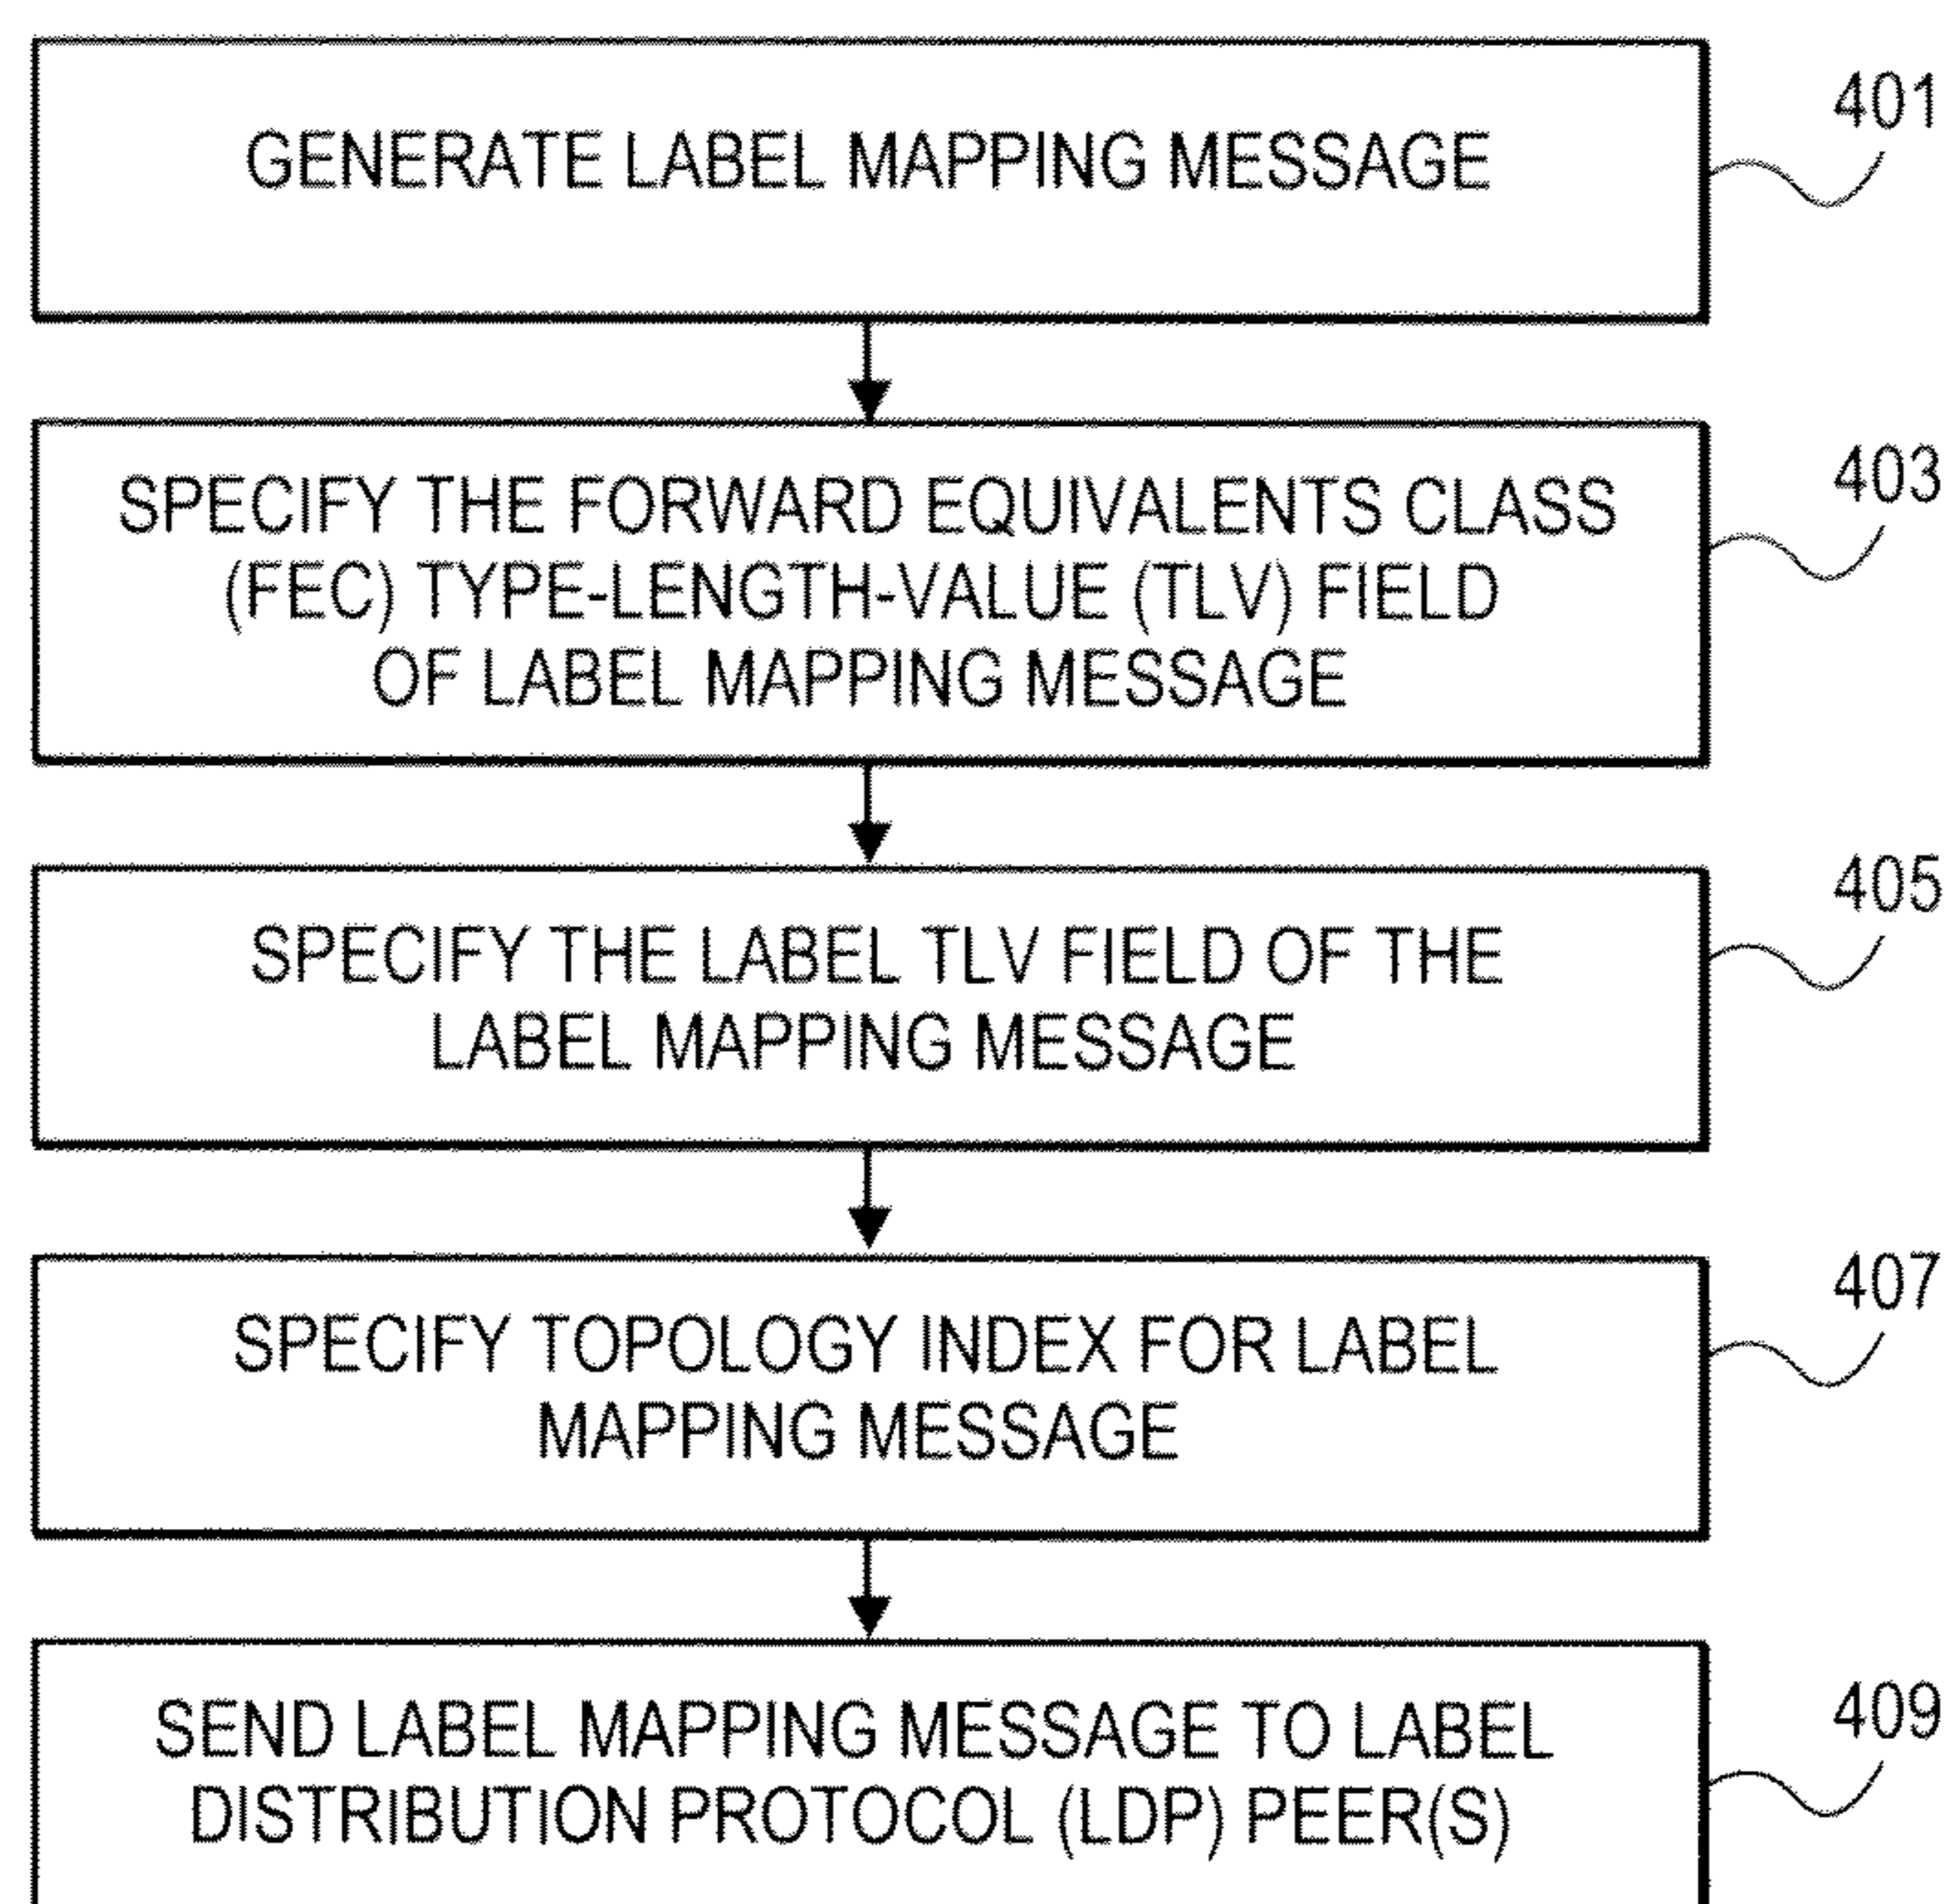 GENERATE LABEL MAPPING MESSAGE
401
SPECIFY THE FORWARD EQUIVALENTS CLASS
(FEC) TYPE-LENGTH-VALUE (TLV) FIELD
OF LABEL MAPPING MESSAGE
403
SPECIFY THE LABEL TLV FIELD OF THE
LABEL MAPPING MESSAGE
405
SPECIFY TOPOLOGY INDEX FOR LABEL
MAPPING MESSAGE
407
SEND LABEL MAPPING MESSAGE TO LABEL
DISTRIBUTION PROTOCOL (LDP) PEER(S)
409